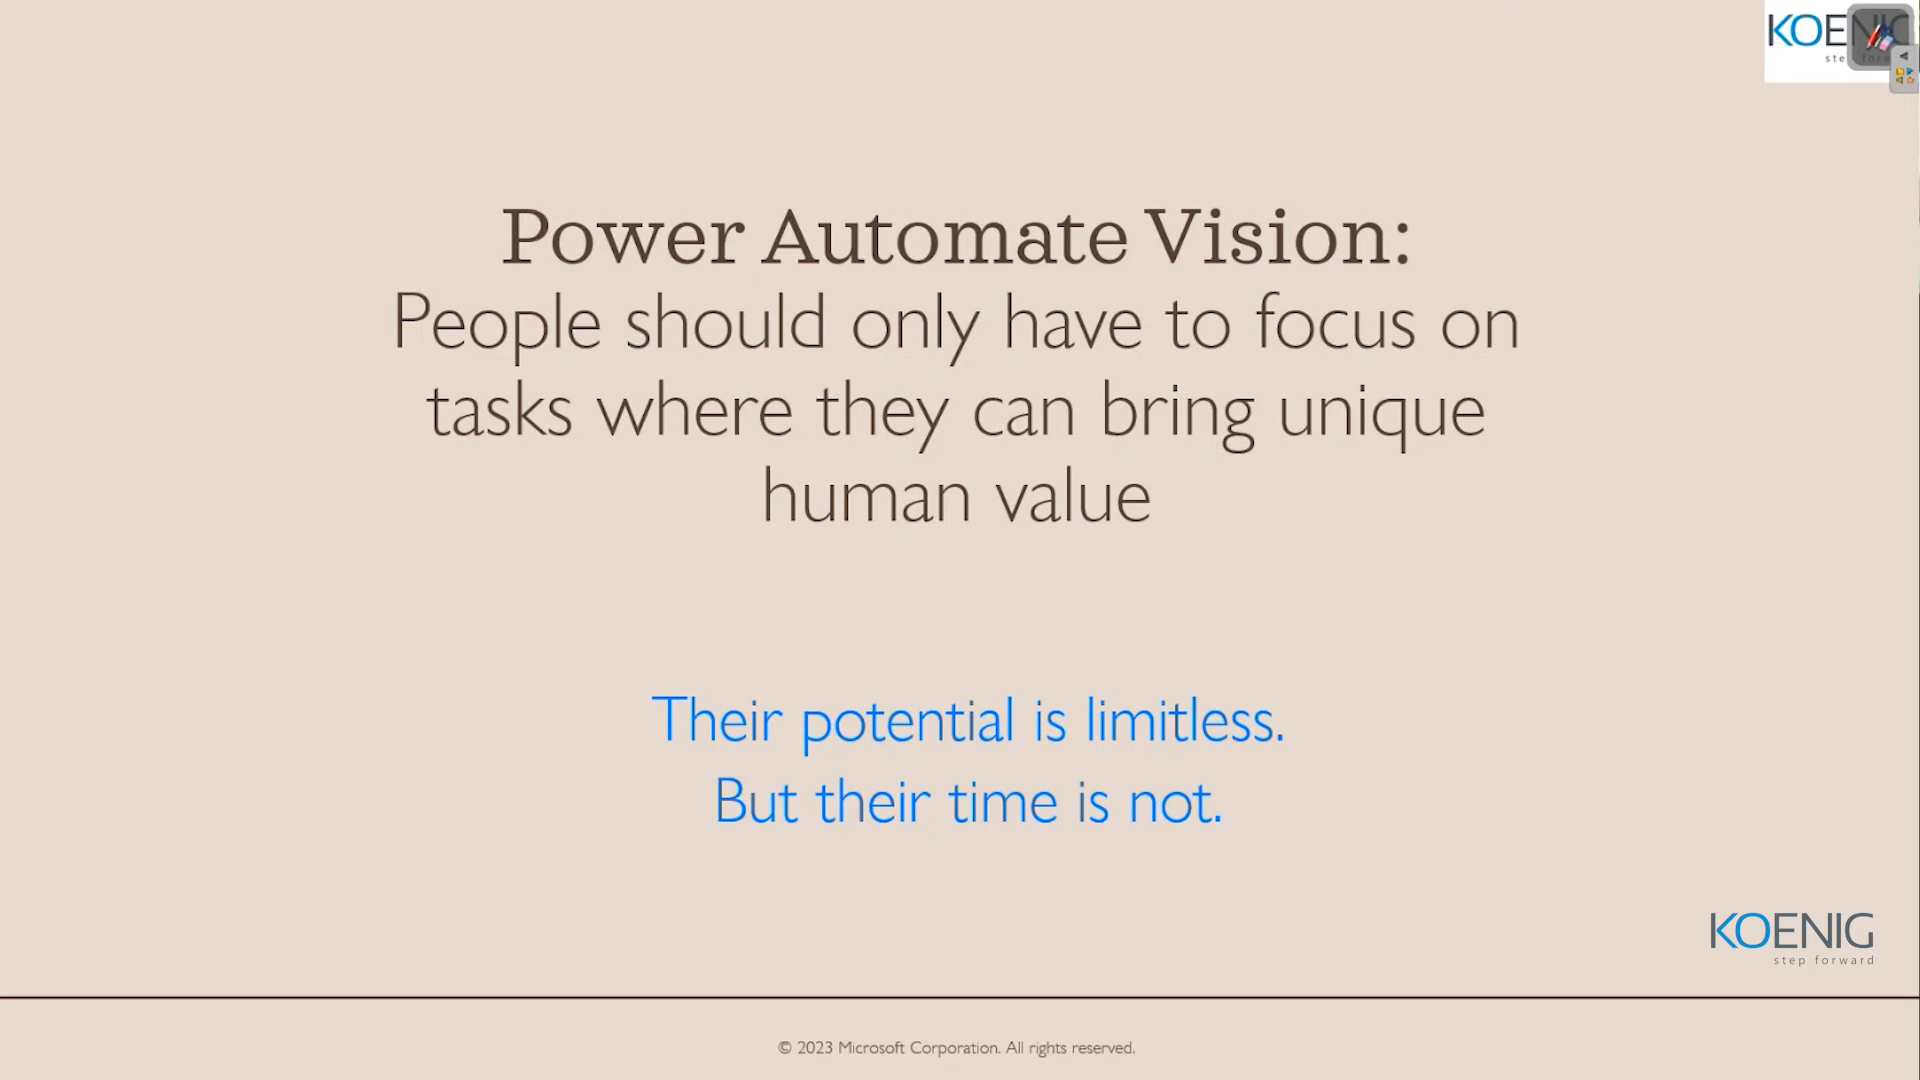 KOENIG
Power Automate Vision:
People should only have to focus on
tasks where they can bring unique
human value
Their potential is limitless.
But their time is not.
KOENIG
step forward
© 2023 Microsoft Corporation. All rights reserved.